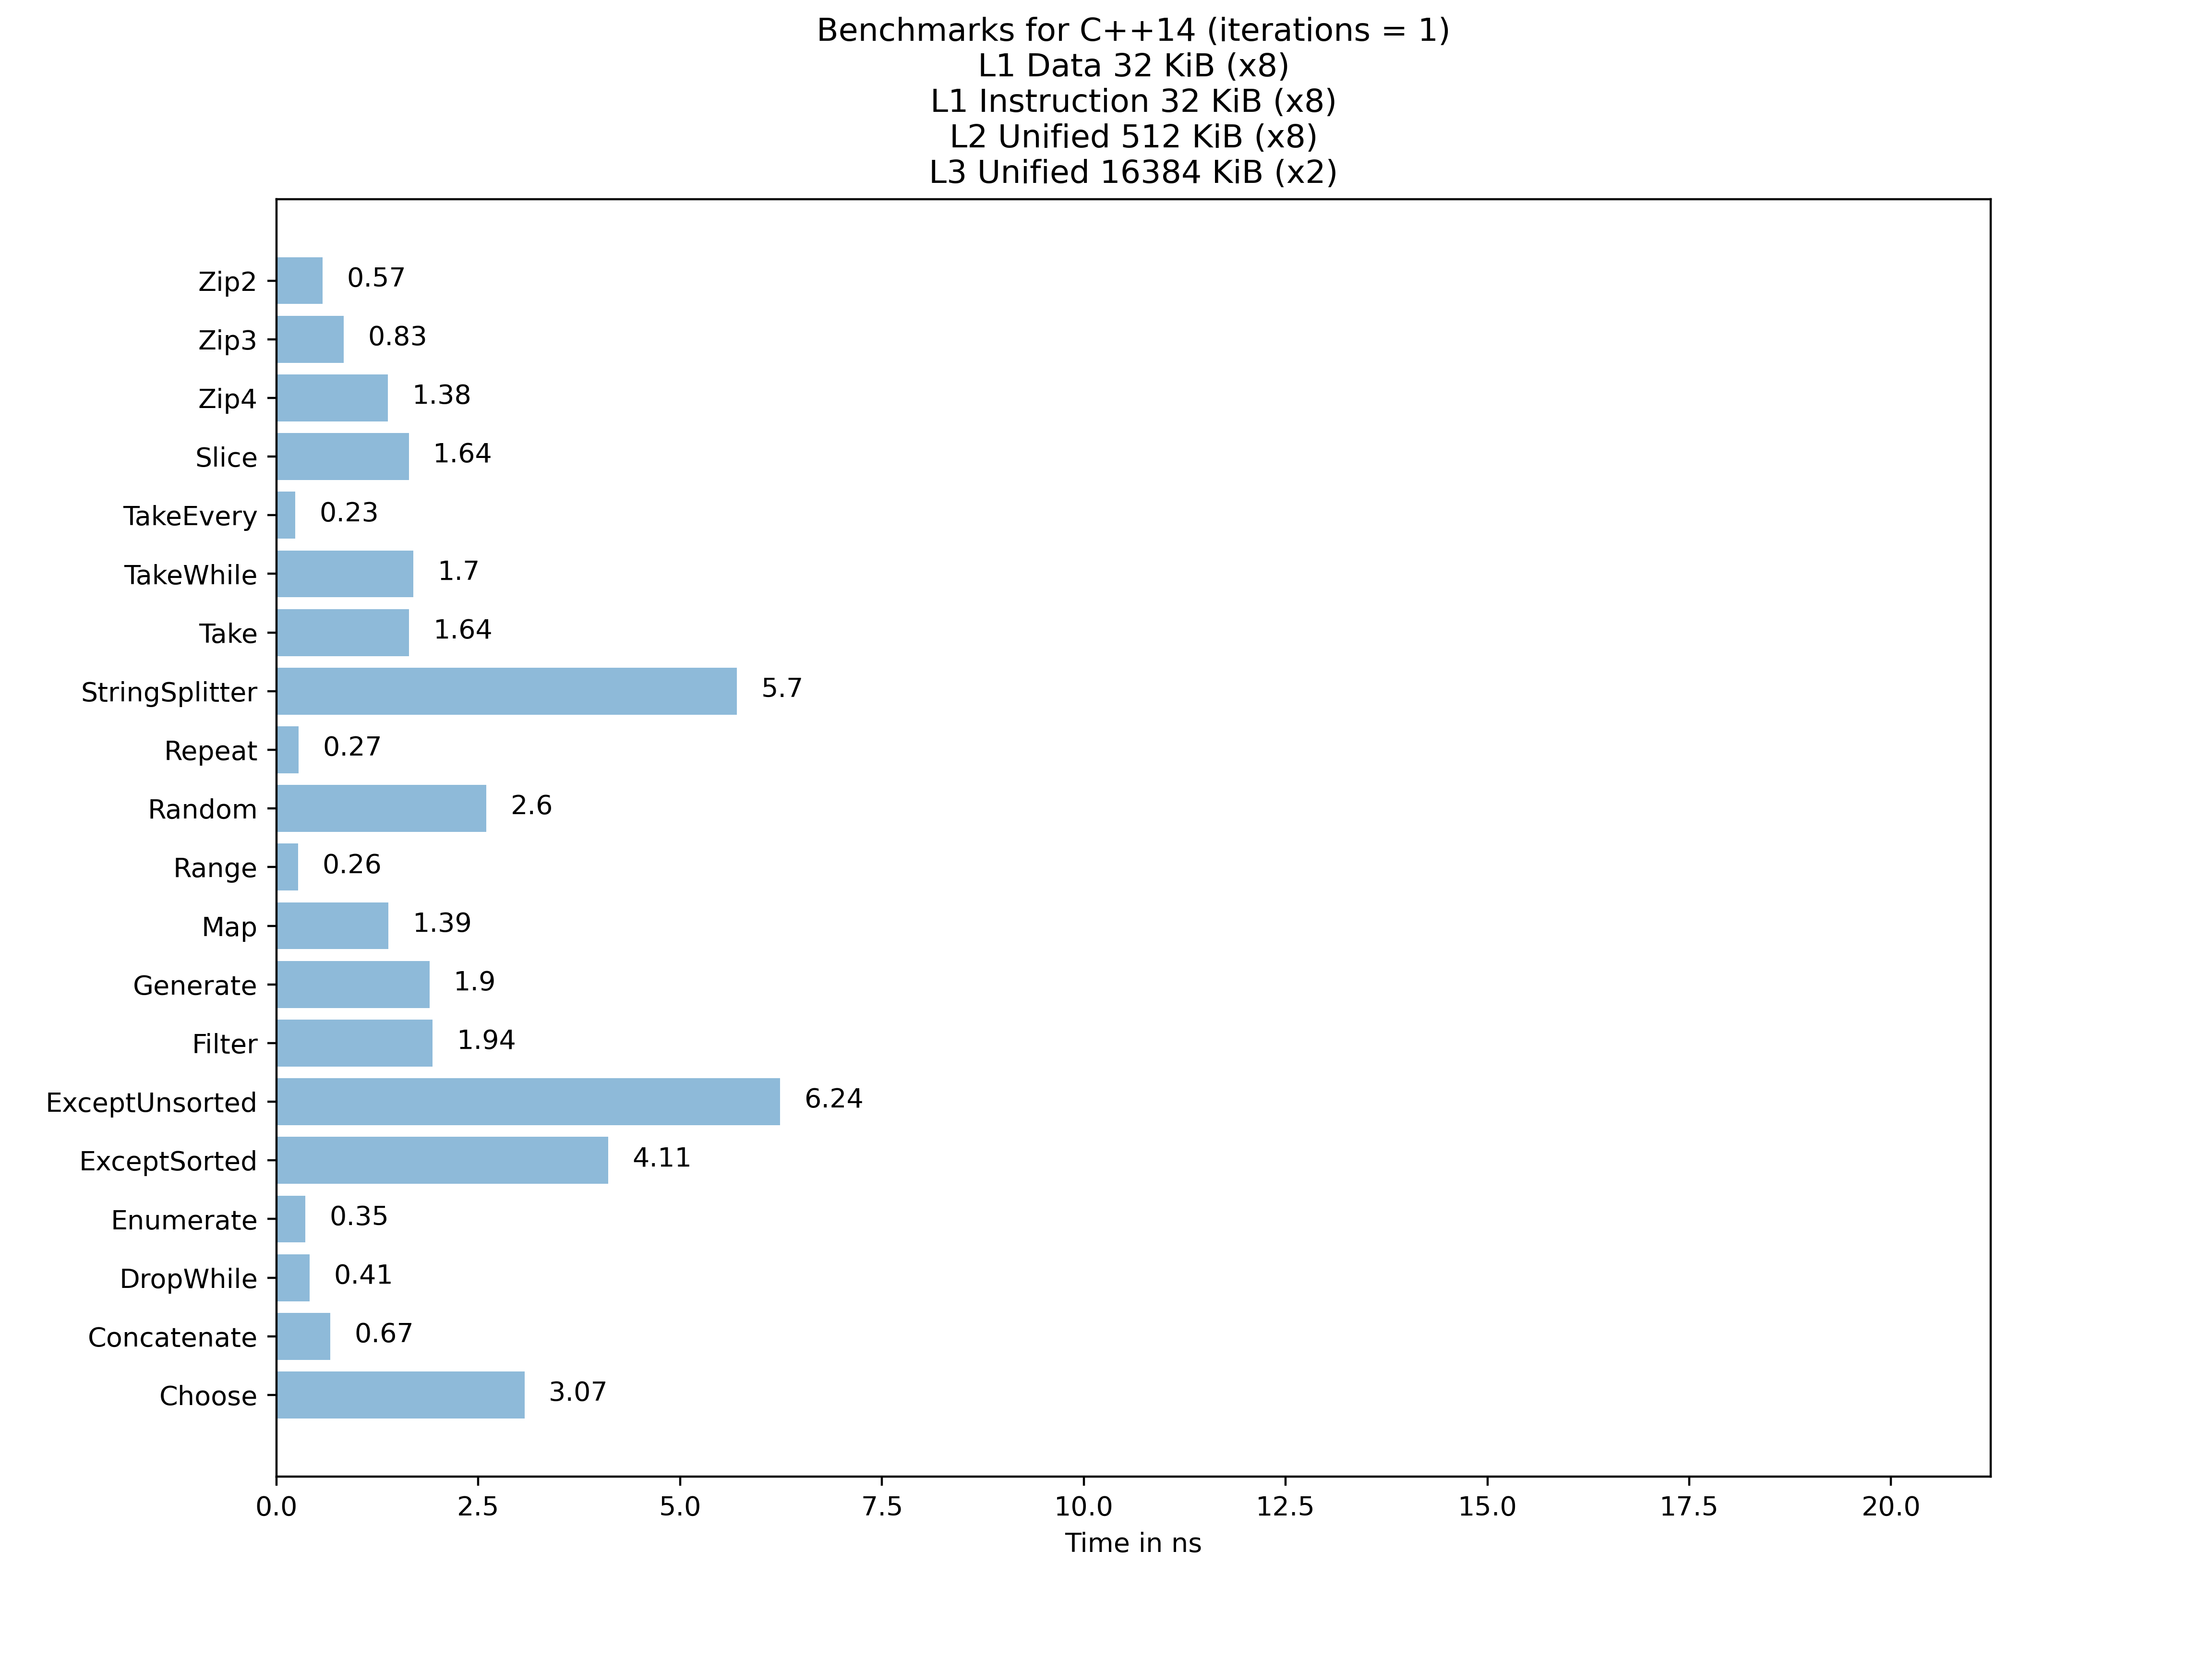 Benchmarks for C++14 (iterations = 1)
L1 Data 32 KiB (x8)
L1 Instruction 32 KiB (x8)
L2 Unified 512 KiB (x8)
L3 Unified 16384 KiB (x2)
Zip2 0.57
Zip3 0.83
Zip4 1.38
Slice 1.64
TakeEvery 0.23
TakeWhile 1.7
Take 1.64
StringSplitter 5.7
Repeat 0.27
Random 2.6
Range 0.26
Map 1.39
Generate 1.9
Filter 1.94
ExceptUnsorted 6.24
ExceptSorted 4.11
Enumerate 0.35
DropWhile 0.41
Concatenate 0.67
Choose 3.07
0.0 2.5 5.0 7.5 10.0 12.5 15.0 17.5 20.0
Time in ns